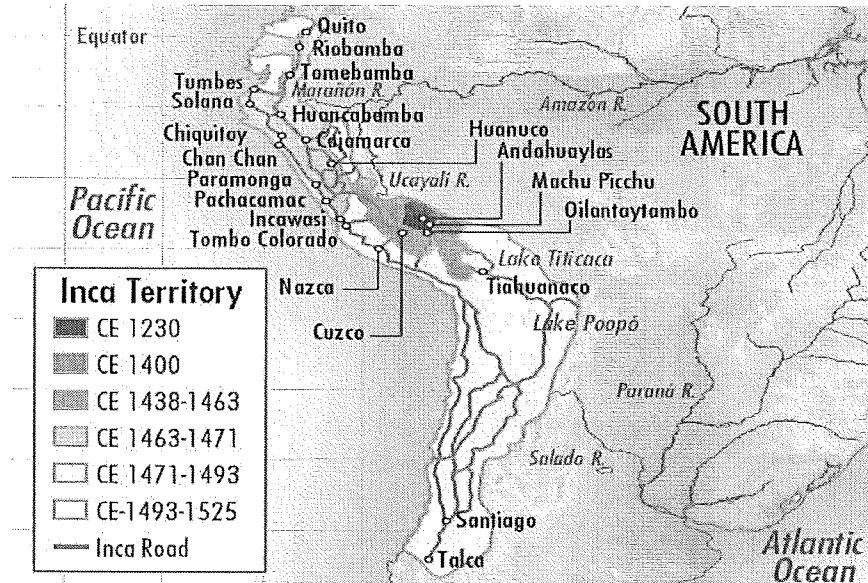 Equator
Quito
Riobamba
Tomebamba
Tumbes
Marañón R.
Solana
Amazon R.
Huancabamba
SOUTH
AMERICA
Chiquitoy
Cajamarca
Huanuco
Chan Chan
Andahuaylas
Paramonga
Ucayali R.
Machu Picchu
Pacific
Ocean
Pachacamac
Incawasi
Oilantaytambo
Tombo Colorado
Lake Titicaca
Nazca
Tiahuanaco
Cuzco
Lake Poopó
Inca Territory
CE 1230
CE 1400
CE 1438-1463
CE 1463-1471
CE 1471-1493
CE-1493-1525
Inca Road
Paraná R.
Salado R.
Santiago
Talca
Atlantic
Ocean